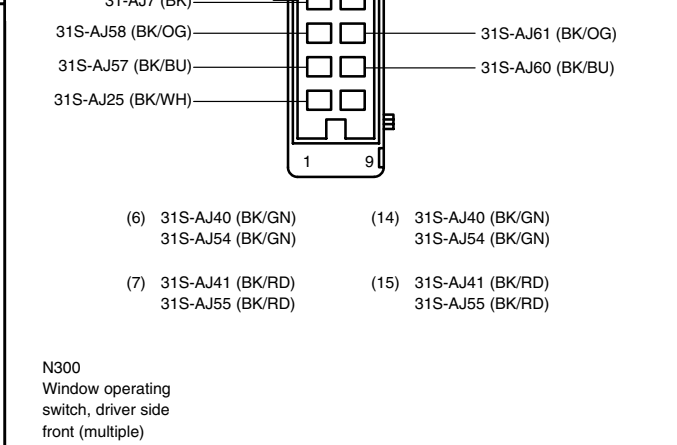 31-AJ7 (BK)
31S-AJ58 (BK/OG) 31S-AJ61 (BK/OG)
31S-AJ57 (BK/BU) 31S-AJ60 (BK/BU)
31S-AJ25 (BK/WH)
1 9
(6) 31S-AJ40 (BK/GN) (14) 31S-AJ40 (BK/GN)
31S-AJ54 (BK/GN) 31S-AJ54 (BK/GN)
(7) 31S-AJ41 (BK/RD) (15) 31S-AJ41 (BK/RD)
31S-AJ55 (BK/RD) 31S-AJ55 (BK/RD)
N300
Window operating
switch, driver side
front (multiple)